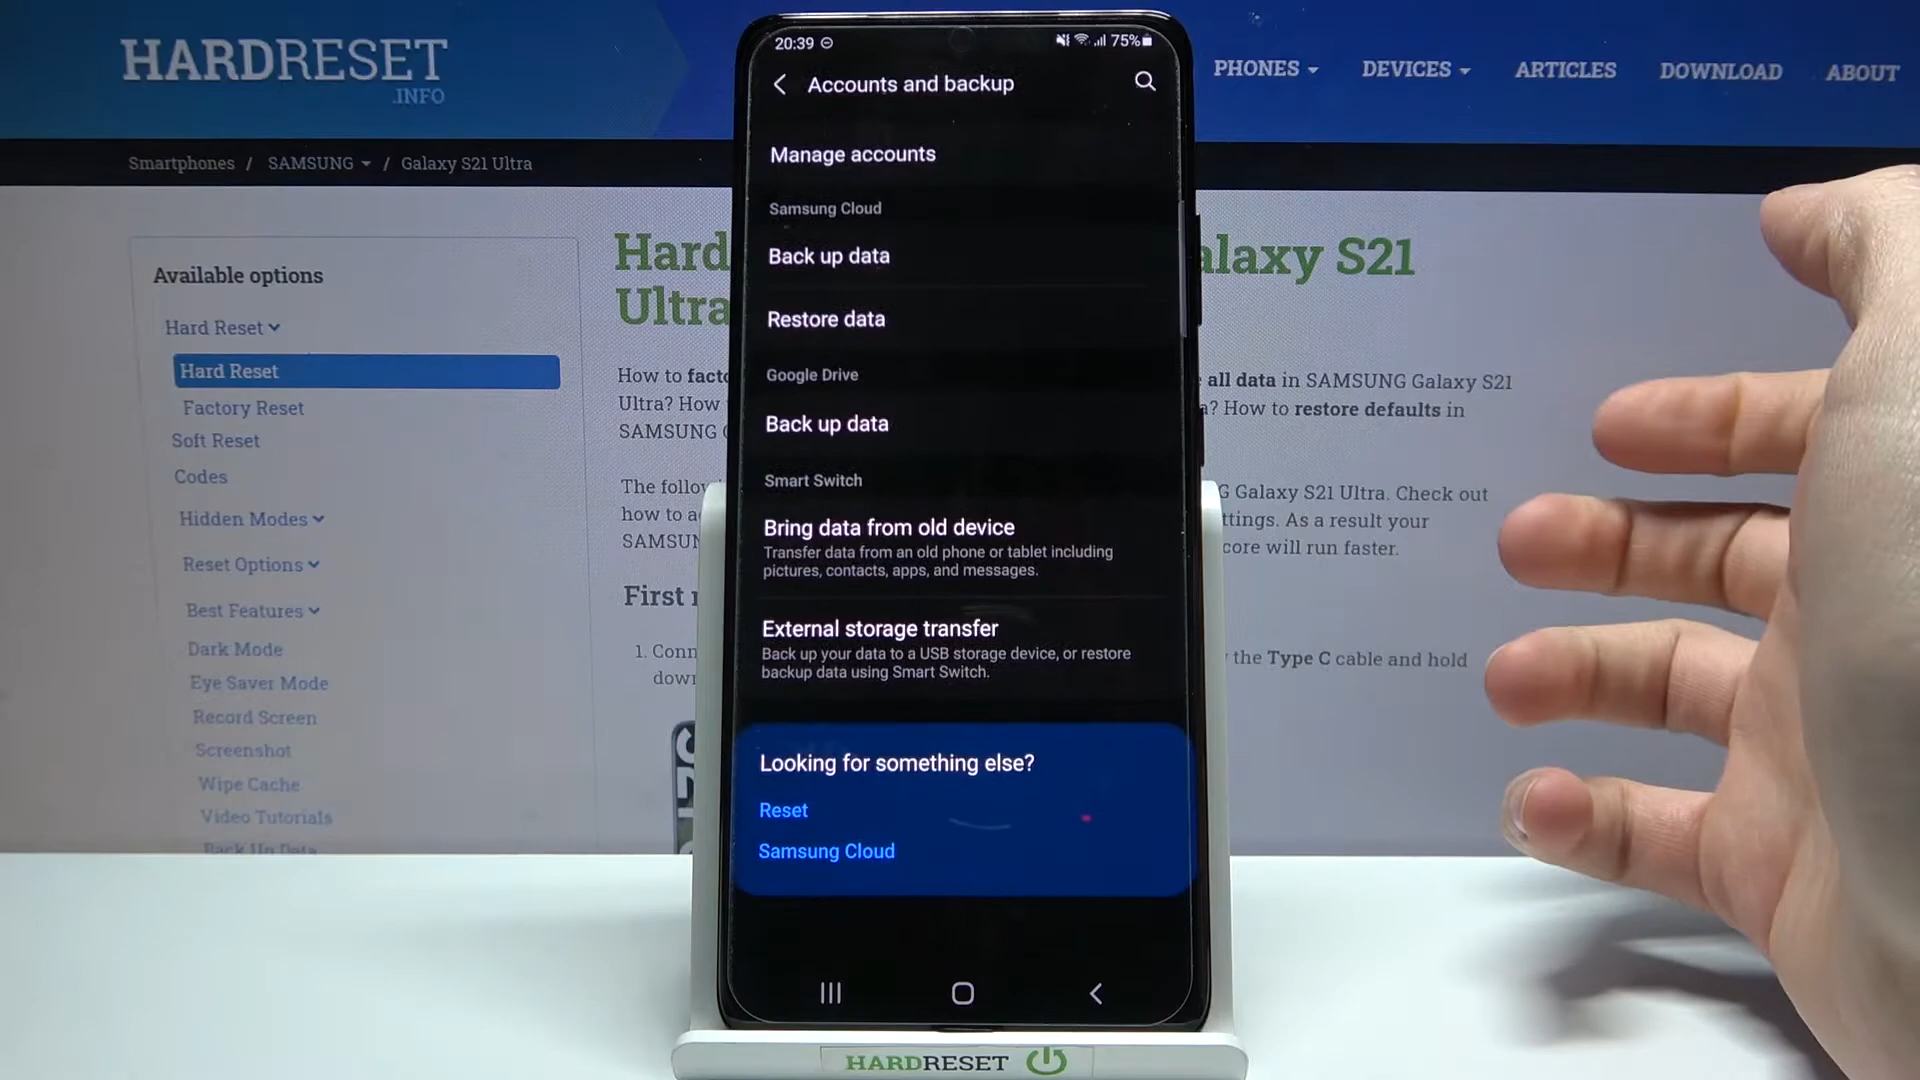 HARDRESET
.INFO
PHONES
DEVICES
ARTICLES
DOWNLOAD
ABOUT
Smartphones / SAMSUNG / Galaxy S21 Ultra
Available options
Hard Reset
Hard Reset
Factory Reset
Soft Reset
Codes
Hidden Modes
Reset Options
Best Features
Dark Mode
Eye Saver Mode
Record Screen
Screenshot
Wipe Cache
Video Tutorials
Back Up Data
Hard
alaxy S21
Ultra
How to
all data in SAMSUNG Galaxy S21
Ultra? How
? How to restore defaults in
SAMSUNG
The
Galaxy S21 Ultra. Check out
how to
ttings. As a result your
core will run faster.
First
1.
the Type C cable and hold
20:39
75%
Accounts and backup
Manage accounts
Samsung Cloud
Back up data
Restore data
Google Drive
Back up data
Smart Switch
Bring data from old device
Transfer data from an old phone or tablet including
pictures, contacts, apps, and messages.
External storage transfer
Back up your data to a USB storage device, or restore
backup data using Smart Switch.
Looking for something else?
Reset
Samsung Cloud
HARDRESET